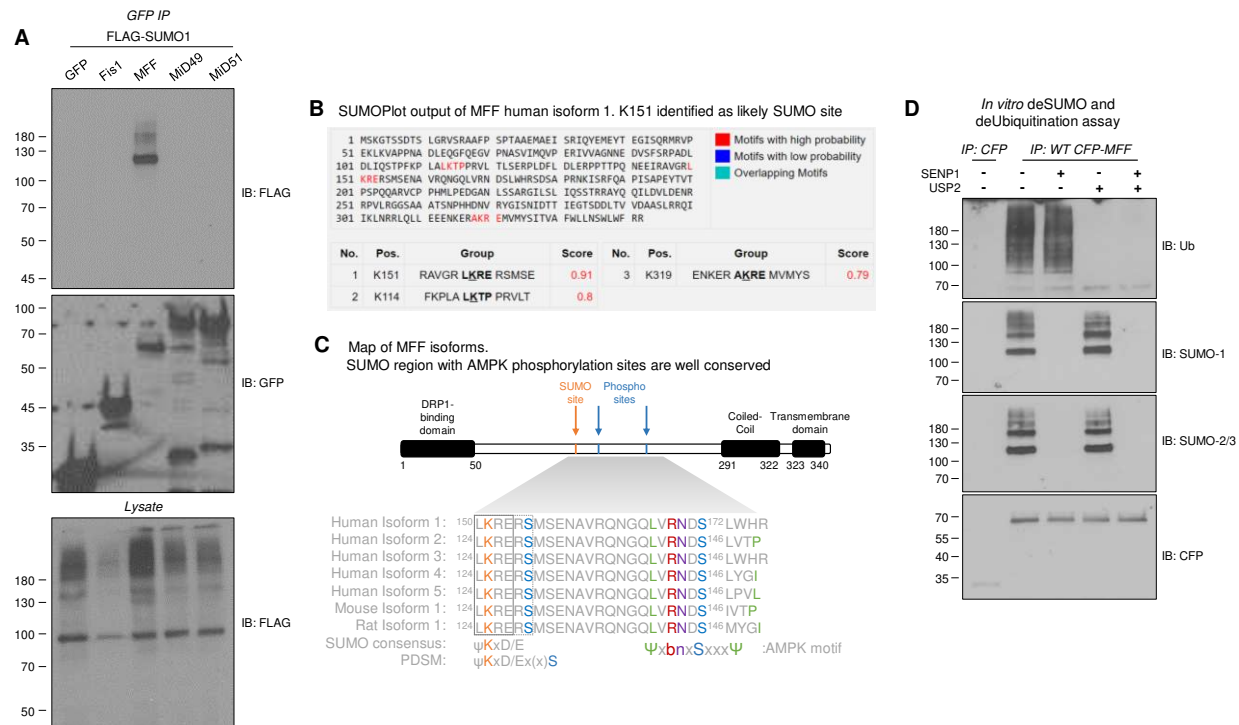 A
GFP IP
FLAG-SUMO1
GFP
Fis1
MFF
MiD49
MiD51
180
130
100
70
50
45
IB: FLAG
100
70
50
45
35
IB: GFP
Lysate
180
130
100
70
50
IB: FLAG
B
SUMOPlot output of MFF human isoform 1. K151 identified as likely SUMO site
1 MSKGTSSDTS LGRVSRAAFP SPTAAEMAEI SRIQYEMEYT EGISQRMRVP
51 EKLKVAPPNA DLEQGFQEGV PNASVIMQVP ERIVVAGNNE DVSFSRPADL
101 DLIQSTPFKP LALKTPPRVL TLSERPLDFL DLERPPTTPQ NEEIRAVGRL
151 KRERSMSENA VRQNGQLVRN DSLWHRSDSA PRNKISRFQA PISAPEYTVT
201 PSPQQARVCP PHMLPEDGAN LSSARGILSL IQSSTRRAYQ QILDVLDENR
251 RPVLRGGSAA ATSNPHHDNV RYGISNIDTT IEGTSDDLTV VDAASLRRQI
301 IKLNRRLQLL EEENKERAKR EMVMYSITVA FWLLNSWLWF RR
Motifs with high probability
Motifs with low probability
Overlapping Motifs
No. Pos. Group Score No. Pos. Group Score
1 K151 RAVGR LKRE RSMSE 0.91 3 K319 ENKER AKRE MVMYS 0.79
2 K114 FKPLA LKTP PRVLT 0.8
C
Map of MFF isoforms.
SUMO region with AMPK phosphorylation sites are well conserved
SUMO
site
Phospho
sites
DRP1-
binding
domain
Coiled-
Coil
Transmembrane
domain
1
50
291
322
323
340
Human Isoform 1: 150LKRERSMSENAVRQNGQLVRNDS172LWHR
Human Isoform 2: 124LKRERSMSENAVRQNGQLVRNDS146LVTP
Human Isoform 3: 124LKRERSMSENAVRQNGQLVRNDS146LWHR
Human Isoform 4: 124LKRERSMSENAVRQNGQLVRNDS146LYGI
Human Isoform 5: 124LKRERSMSENAVRQNGQLVRNDS146LPVL
Mouse Isoform 1: 124LKRERSMSENAVRQNGQLVRNDS146IVTP
Rat Isoform 1: 124LKRERSMSENAVRQNGQLVRNDS146MYGI
SUMO consensus: ψKxD/E ΨxbnxSxxxΨ :AMPK motif
PDSM: ψKxD/Ex(x)S
D
In vitro deSUMO and
deUbiquitination assay
IP: CFP
IP: WT CFP-MFF
SENP1 - - + - +
USP2 - - - + +
180
130
100
70
IB: Ub
180
130
100
70
IB: SUMO-1
180
130
100
70
IB: SUMO-2/3
70
55
40
35
IB: CFP